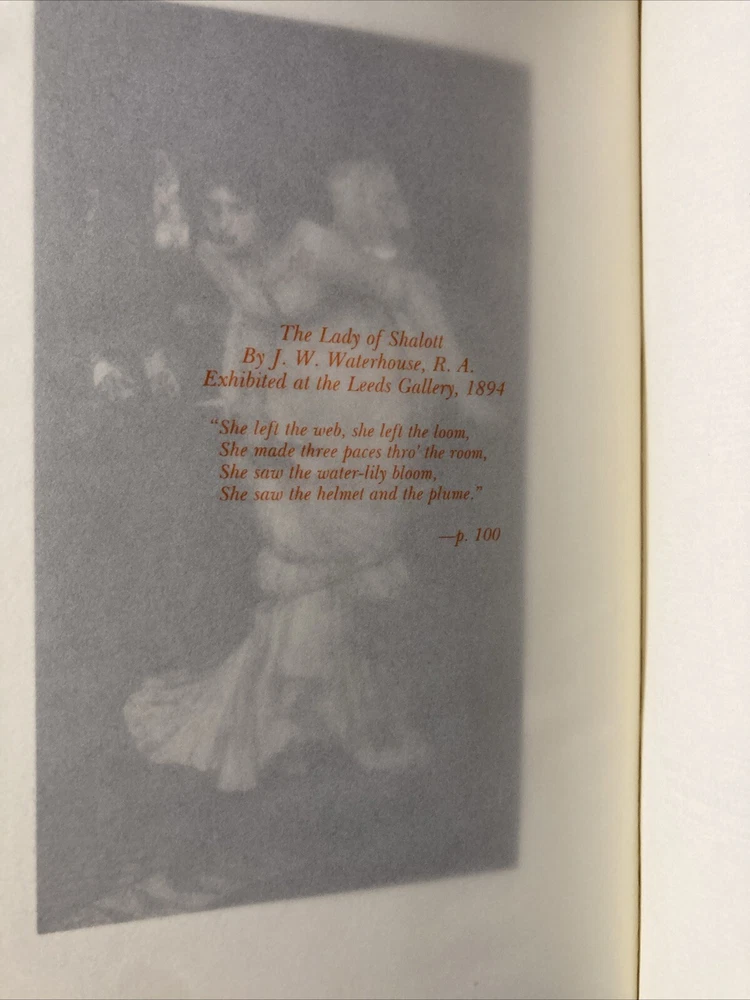 The Lady of Shalott
By J. W. Waterhouse, R. A.
Exhibited at the Leeds Gallery, 1894
“She left the web, she left the loom,
She made three paces thro’ the room,
She saw the water-lily bloom,
She saw the helmet and the plume.”
—p. 100